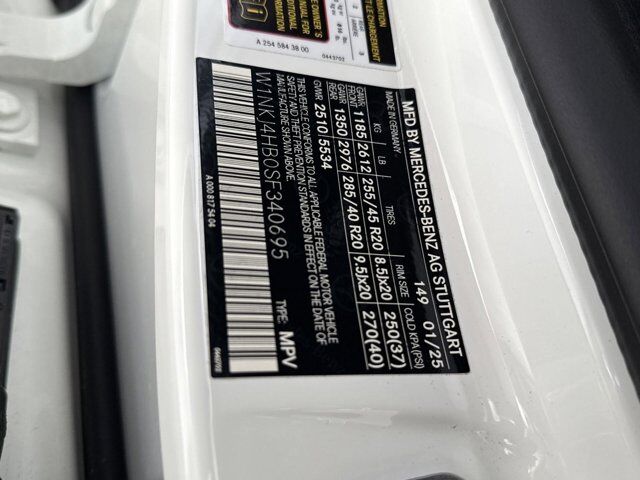 MFD BY MERCEDES-BENZ AG STUTTGART
MADE IN GERMANY 149 01/25
KG LB TIRES RIM SIZE COLD KPA (PSI)
GAWR FRONT 1185 2612 255/45 R20 8.5Jx20 250(37)
GAWR REAR 1350 2976 285/40 R20 9.5Jx20 270(40)
GVWR 2510 5534
THIS VEHICLE CONFORMS TO ALL APPLICABLE FEDERAL MOTOR VEHICLE
SAFETY AND THEFT PREVENTION STANDARDS IN EFFECT ON THE DATE OF
MANUFACTURE SHOWN ABOVE.
W1NKJ4HB0SF340695 TYPE: MPV
A 000 817 54 04
0443703
A 254 584 38 00
0443702